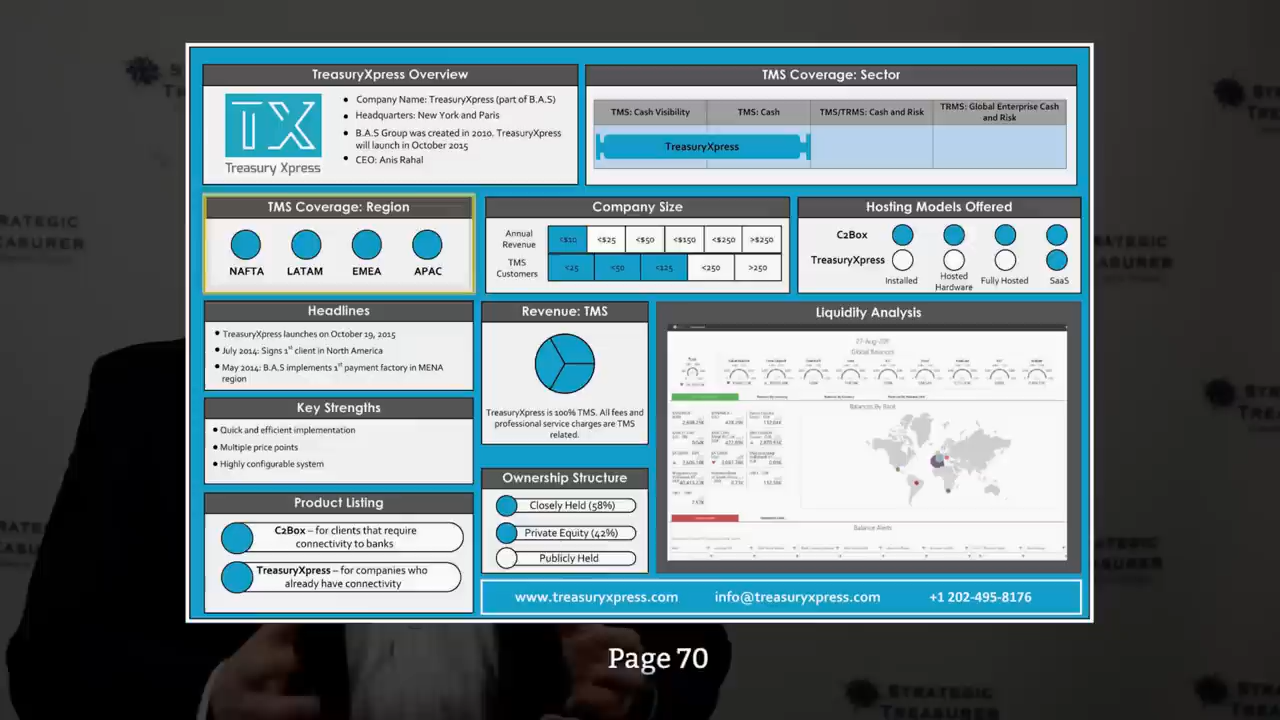 TreasuryXpress Overview
TX
Treasury Xpress
Company Name: TreasuryXpress (part of B.A.S)
Headquarters: New York and Paris
B.A.S Group was created in 2010. TreasuryXpress
will launch in October 2015
CEO: Anis Rahal
TMS Coverage: Sector
TMS: Cash Visibility
TMS: Cash
TMS/TRMS: Cash and Risk
TRMS: Global Enterprise Cash
and Risk
TreasuryXpress
TMS Coverage: Region
NAFTA LATAM EMEA APAC
Company Size
Annual
Revenue
<$10 <$25 <$50 <$150 <$250 >$250
TMS
Customers
<25 <50 <125 <250 >250
Hosting Models Offered
C2Box
TreasuryXpress
Installed
Hosted
Hardware
Fully Hosted
SaaS
Headlines
TreasuryXpress launches on October 19, 2015
July 2014: Signs 1st client in North America
May 2014: B.A.S implements 1st payment factory in MENA
region
Key Strengths
Quick and efficient implementation
Multiple price points
Highly configurable system
Product Listing
C2Box – for clients that require
connectivity to banks
TreasuryXpress – for companies who
already have connectivity
Revenue: TMS
TreasuryXpress is 100% TMS. All fees and
professional service charges are TMS
related.
Ownership Structure
Closely Held (58%)
Private Equity (42%)
Publicly Held
Liquidity Analysis
Global Balances
Balances By Bank
Balance Alerts
www.treasuryxpress.com
info@treasuryxpress.com
+1 202-495-8176
Page 70
STRATEGIC
TREASURER